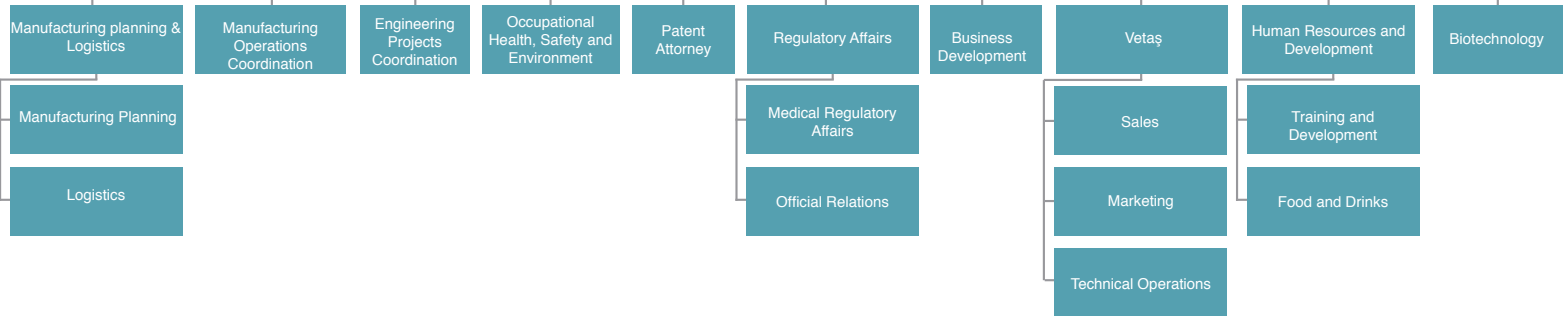 Manufacturing planning &
Logistics
Manufacturing
Operations
Coordination
Engineering
Projects
Coordination
Occupational
Health, Safety and
Environment
Patent
Attorney
Regulatory Affairs
Business
Development
Vetaş
Human Resources and
Development
Biotechnology
Manufacturing Planning
Logistics
Medical Regulatory
Affairs
Official Relations
Sales
Marketing
Technical Operations
Training and
Development
Food and Drinks